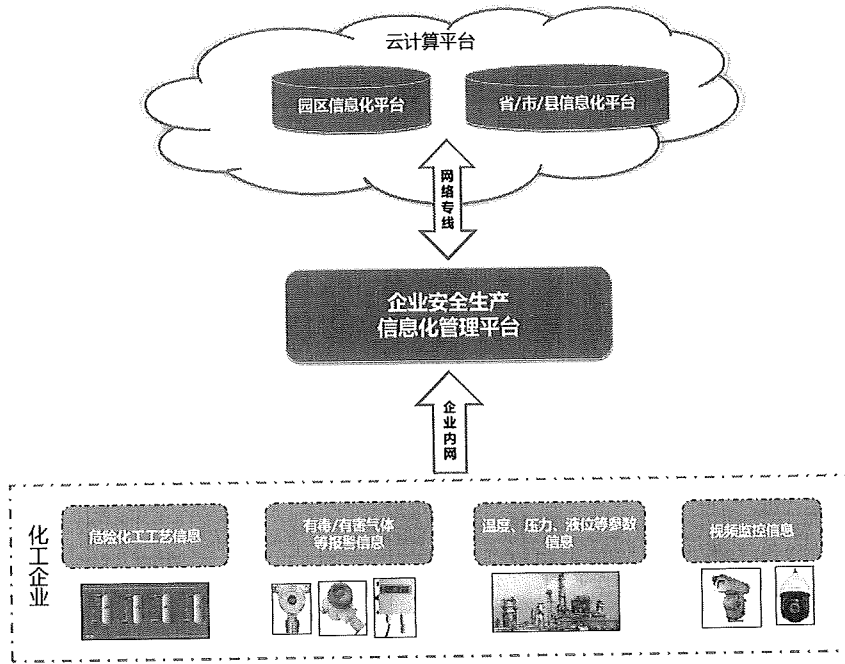 云计算平台
园区信息化平台
省/市/县信息化平台
网络专线
企业安全生产
信息化管理平台
企业内网
化工企业
危险化工工艺信息
有毒/有害气体
等报警信息
温度、压力、液位等参数
信息
视频监控信息